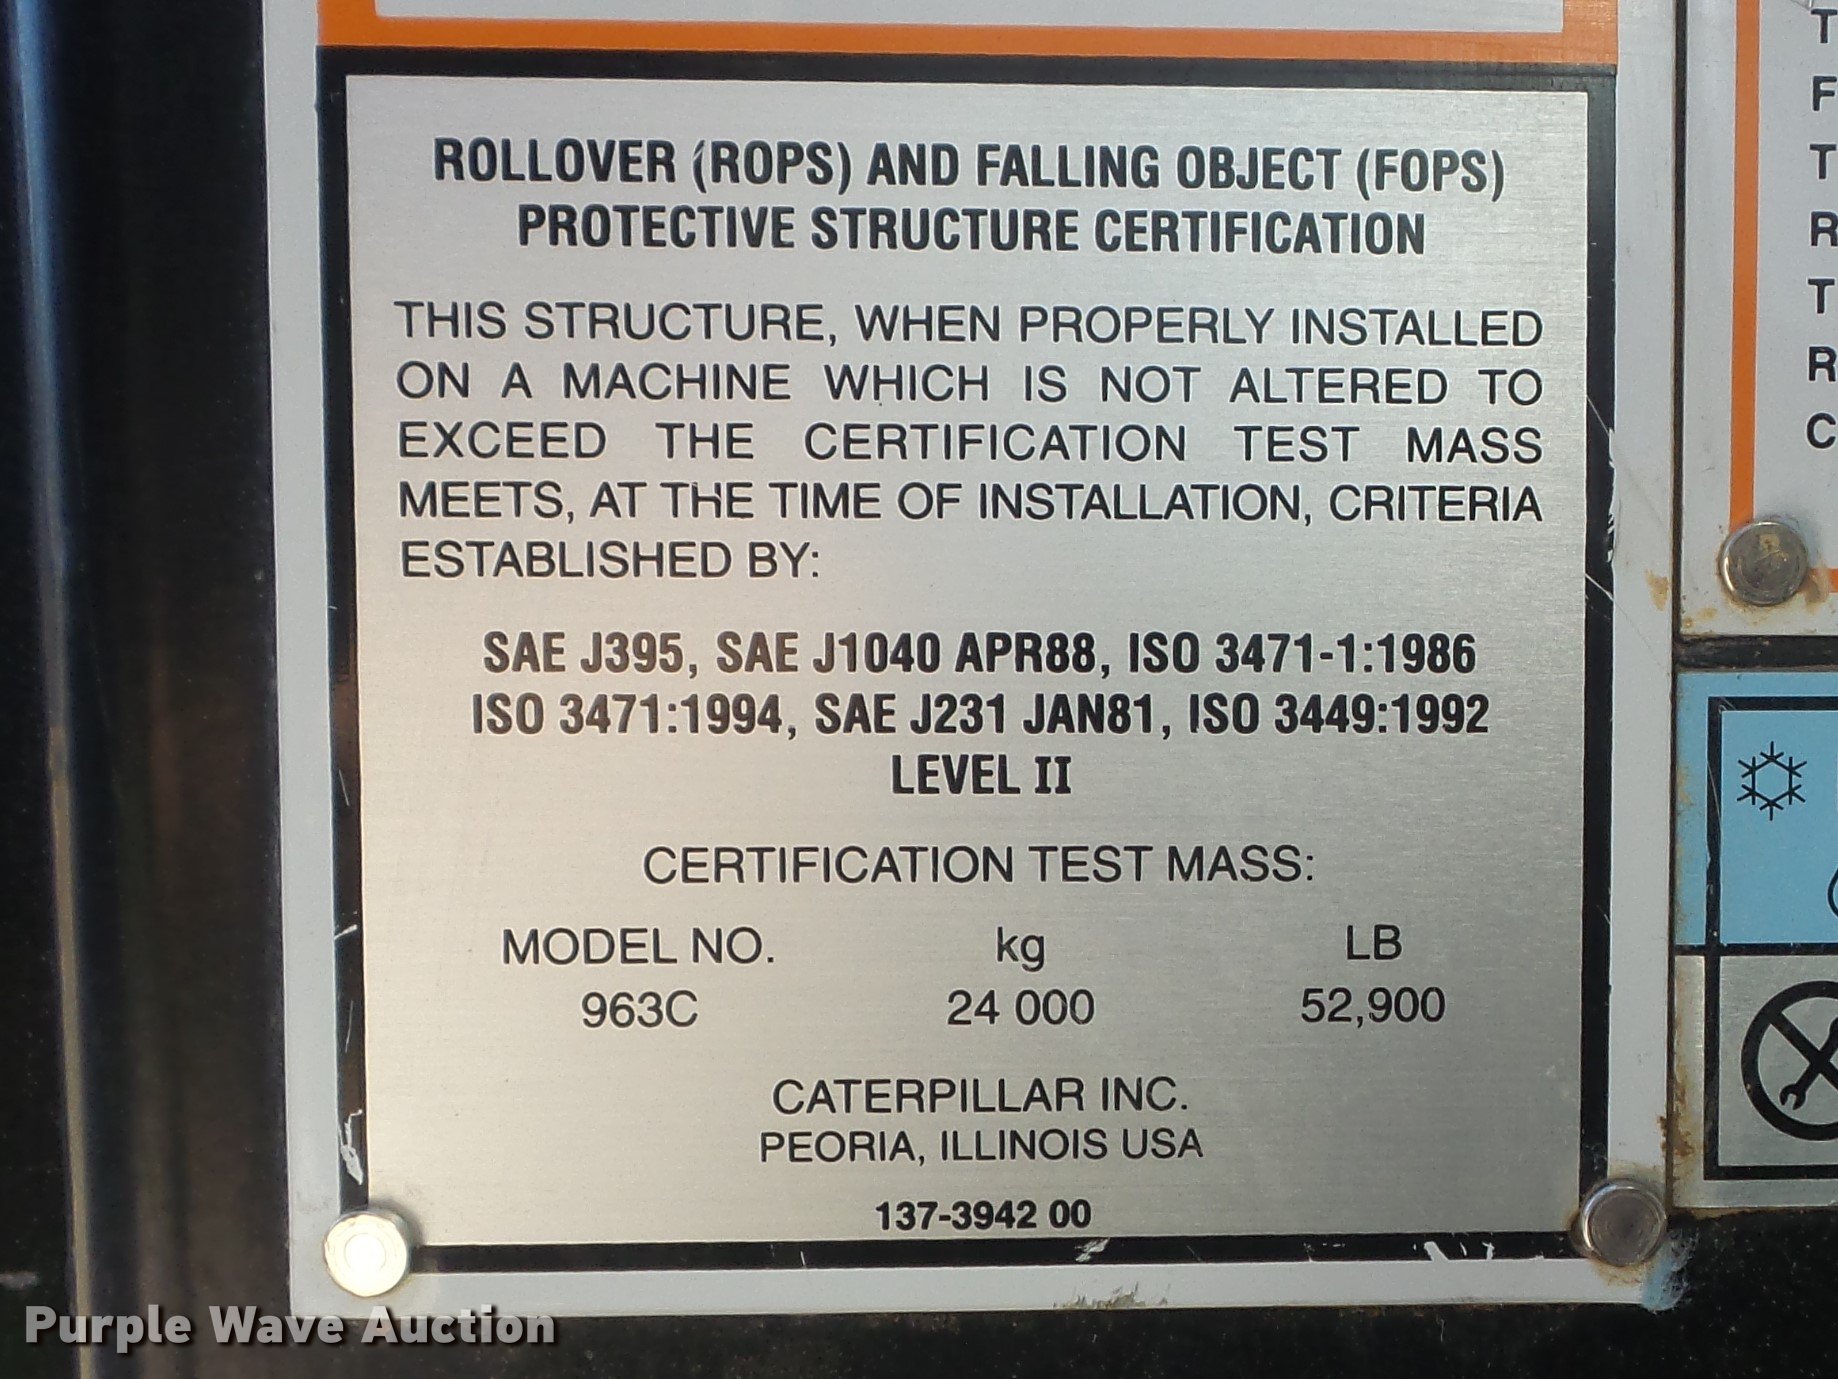 ROLLOVER (ROPS) AND FALLING OBJECT (FOPS)
PROTECTIVE STRUCTURE CERTIFICATION
THIS STRUCTURE, WHEN PROPERLY INSTALLED
ON A MACHINE WHICH IS NOT ALTERED TO
EXCEED THE CERTIFICATION TEST MASS
MEETS, AT THE TIME OF INSTALLATION, CRITERIA
ESTABLISHED BY:
SAE J395, SAE J1040 APR88, ISO 3471-1:1986
ISO 3471:1994, SAE J231 JAN81, ISO 3449:1992
LEVEL II
CERTIFICATION TEST MASS:
MODEL NO. kg LB
963C 24 000 52,900
CATERPILLAR INC.
PEORIA, ILLINOIS USA
137-3942 00
T
F
T
R
T
R
C
Purple Wave Auction